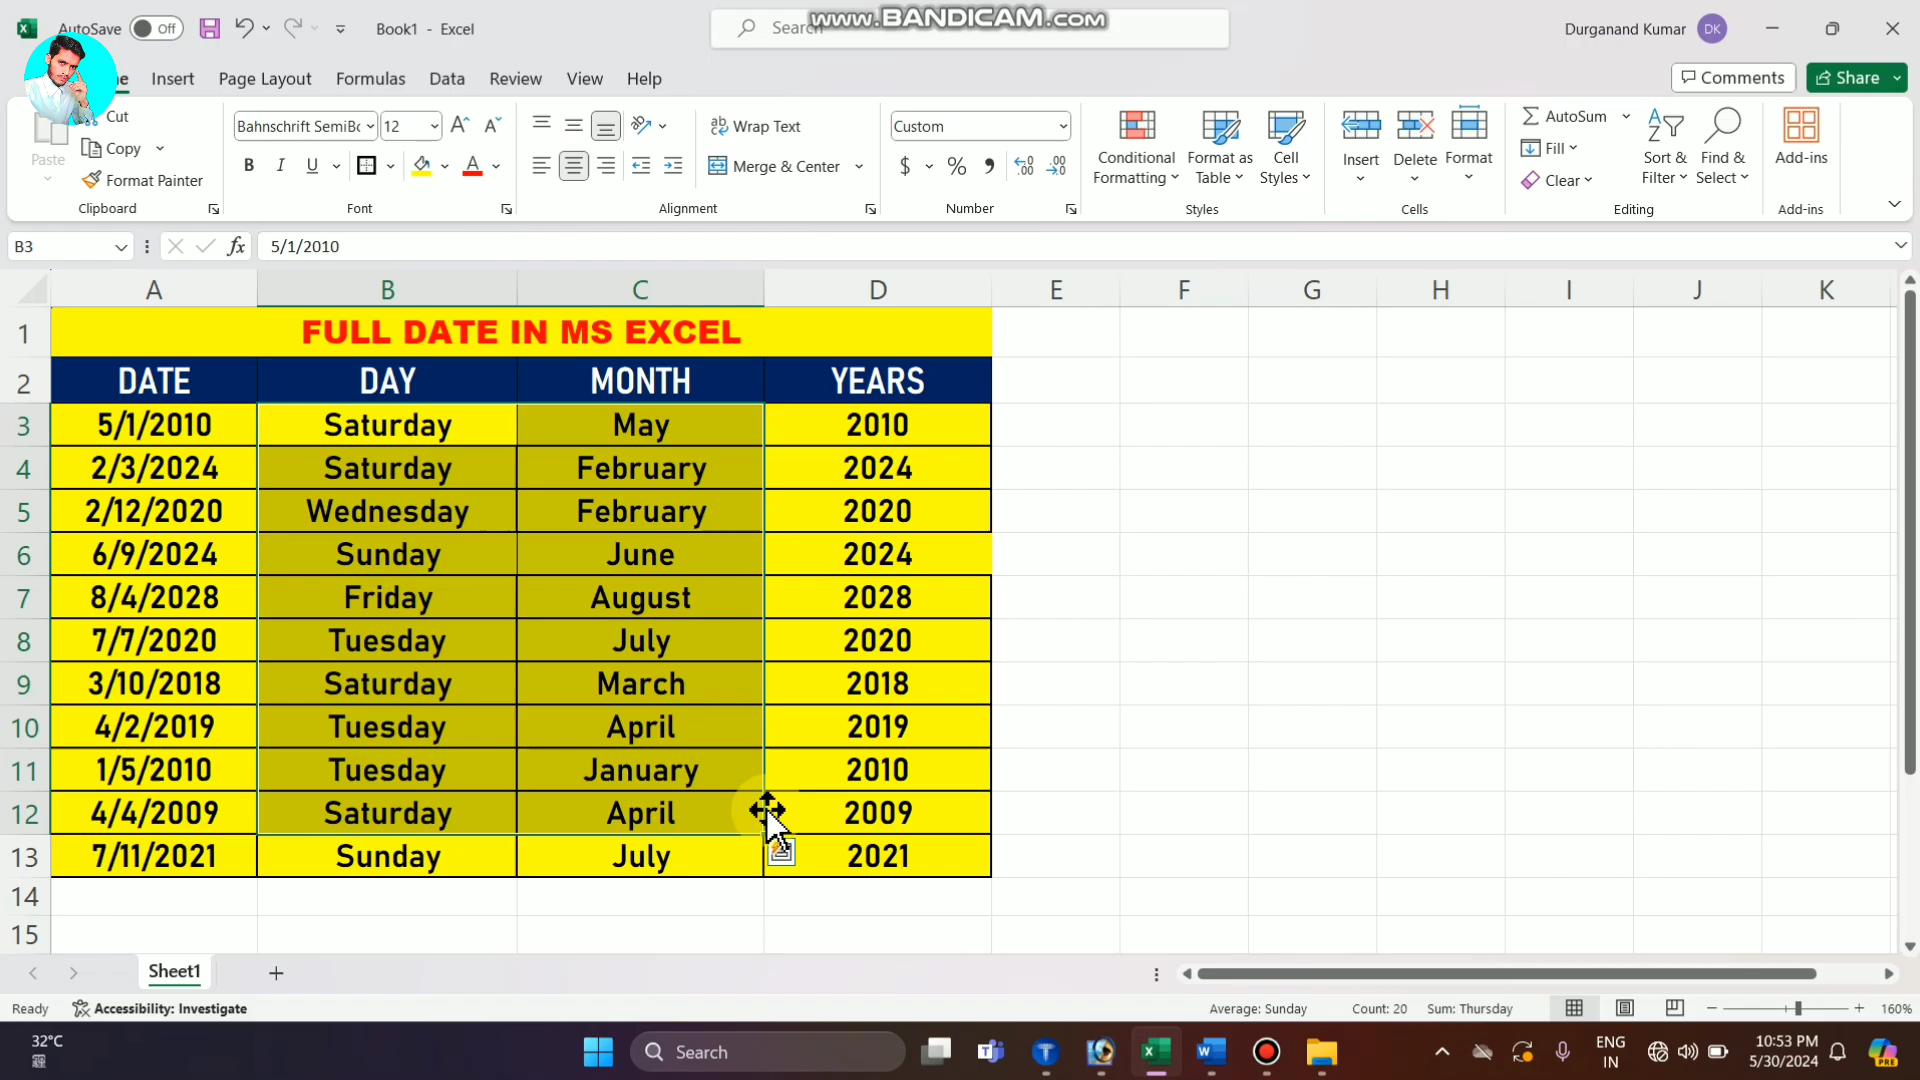 AutoSave Off Book1 - Excel Search www.BANDICAM.com Durganand Kumar DK
Insert Page Layout Formulas Data Review View Help Comments Share
Paste Cut Copy Format Painter Clipboard
Bahnschrift SemiBc 12 B I U A Font
ab Wrap Text Merge & Center Alignment
Custom $ % Number
Conditional Formatting Format as Table Cell Styles Styles
Insert Delete Format Cells
AutoSum Fill Clear Sort & Filter Find & Select Editing
Add-ins Add-ins
B3 fx 5/1/2010
A B C D E F G H I J K
1 FULL DATE IN MS EXCEL
2 DATE DAY MONTH YEARS
3 5/1/2010 Saturday May 2010
4 2/3/2024 Saturday February 2024
5 2/12/2020 Wednesday February 2020
6 6/9/2024 Sunday June 2024
7 8/4/2028 Friday August 2028
8 7/7/2020 Tuesday July 2020
9 3/10/2018 Saturday March 2018
10 4/2/2019 Tuesday April 2019
11 1/5/2010 Tuesday January 2010
12 4/4/2009 Saturday April 2009
13 7/11/2021 Sunday July 2021
14
15
Sheet1
Ready Accessibility: Investigate Average: Sunday Count: 20 Sum: Thursday 160%
32°C Search ENG IN 10:53 PM 5/30/2024